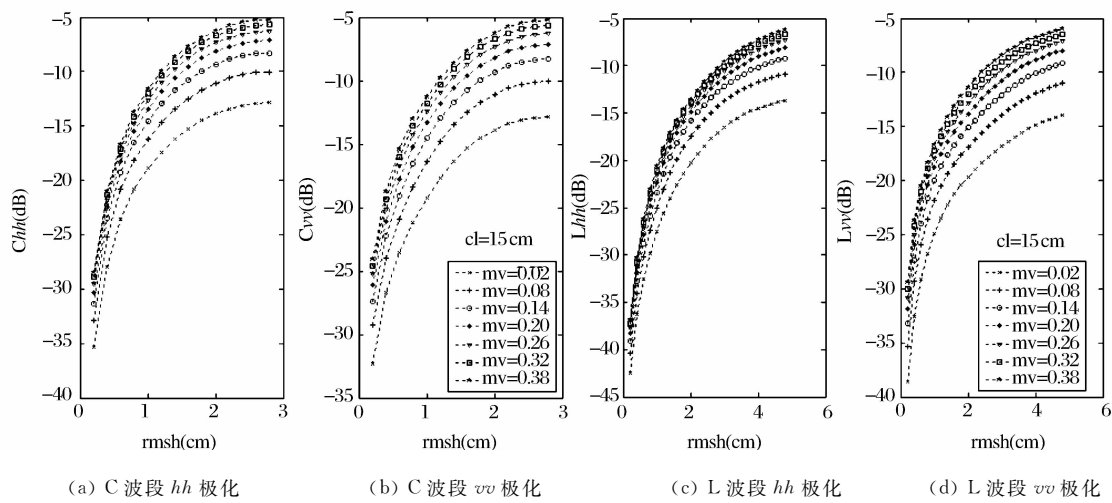 -5
-10
-15
-20
-25
-30
-35
-40
Chh(dB)
0 1 2 3
rmsh(cm)
-5
-10
-15
-20
-25
-30
-35
Cvv(dB)
cl=15cm
mv=0.02
mv=0.08
mv=0.14
mv=0.20
mv=0.26
mv=0.32
mv=0.38
0 1 2 3
rmsh(cm)
-5
-10
-15
-20
-25
-30
-35
-40
-45
Lhh(dB)
0 2 4 6
rmsh(cm)
-5
-10
-15
-20
-25
-30
-35
-40
Lvv(dB)
cl=15cm
mv=0.02
mv=0.08
mv=0.14
mv=0.20
mv=0.26
mv=0.32
mv=0.38
0 2 4 6
rmsh(cm)
(a) C 波段 hh 极化
(b) C 波段 vv 极化
(c) L 波段 hh 极化
(d) L 波段 vv 极化